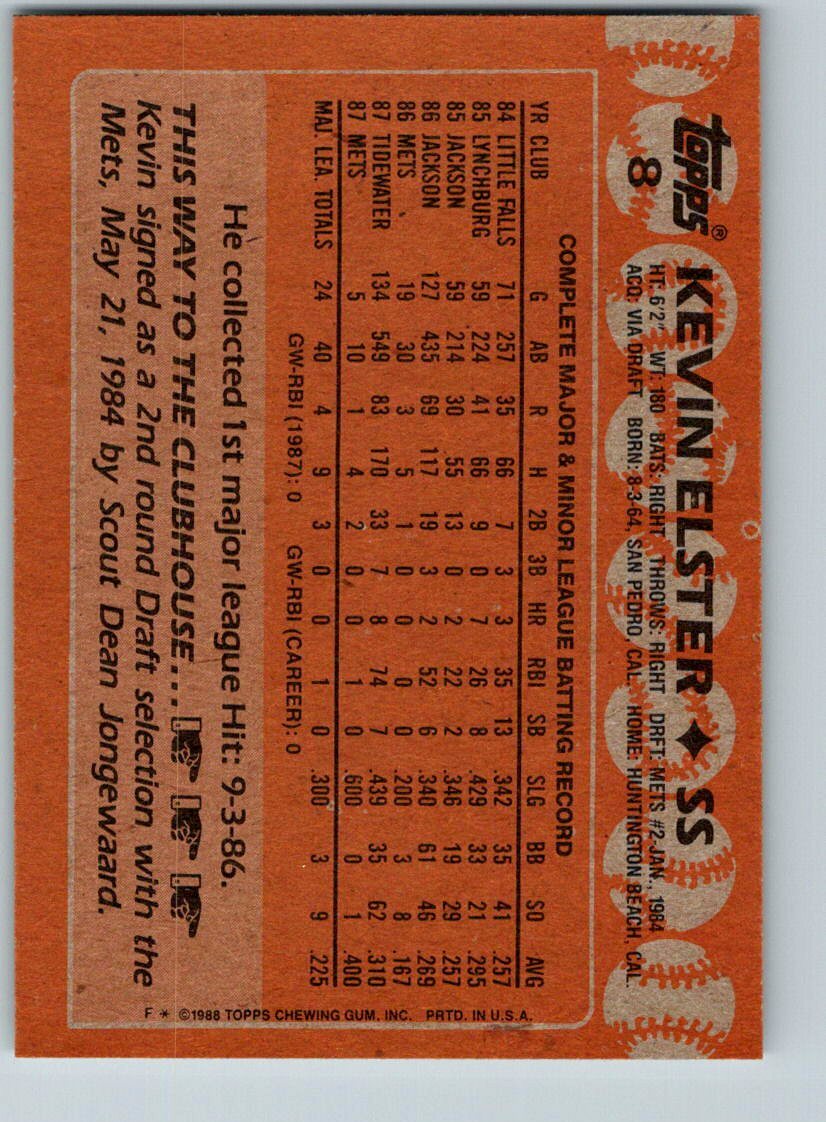 topps®
8
KEVIN ELSTER ♦ SS
HT: 6'2" WT: 180 BATS: RIGHT THROWS: RIGHT DRFT: METS #2-JAN., 1984
ACQ: VIA DRAFT BORN: 8-3-64, SAN PEDRO, CAL. HOME: HUNTINGTON BEACH, CAL.
COMPLETE MAJOR & MINOR LEAGUE BATTING RECORD
YR CLUB G AB R H 2B 3B HR RBI SB SLG BB SO AVG
84 LITTLE FALLS 71 257 35 66 7 3 3 35 13 .342 35 41 .257
85 LYNCHBURG 59 224 41 66 9 0 7 26 8 .429 33 21 .295
85 JACKSON 59 214 30 55 13 0 2 22 2 .346 19 29 .257
86 JACKSON 127 435 69 117 19 3 2 52 6 .340 61 46 .269
86 METS 19 30 3 5 1 0 0 0 0 .200 3 8 .167
87 TIDEWATER 134 549 83 170 33 7 8 74 7 .439 35 62 .310
87 METS 5 10 1 4 2 0 0 1 0 .600 0 1 .400
MAJ. LEA. TOTALS 24 40 4 9 3 0 0 1 0 .300 3 9 .225
GW-RBI (1987): 0 GW-RBI (CAREER): 0
He collected 1st major league Hit: 9-3-86.
THIS WAY TO THE CLUBHOUSE...
Kevin signed as a 2nd round Draft selection with the
Mets, May 21, 1984 by Scout Dean Jongewaard.
F * ©1988 TOPPS CHEWING GUM, INC. PRTD. IN U.S.A.